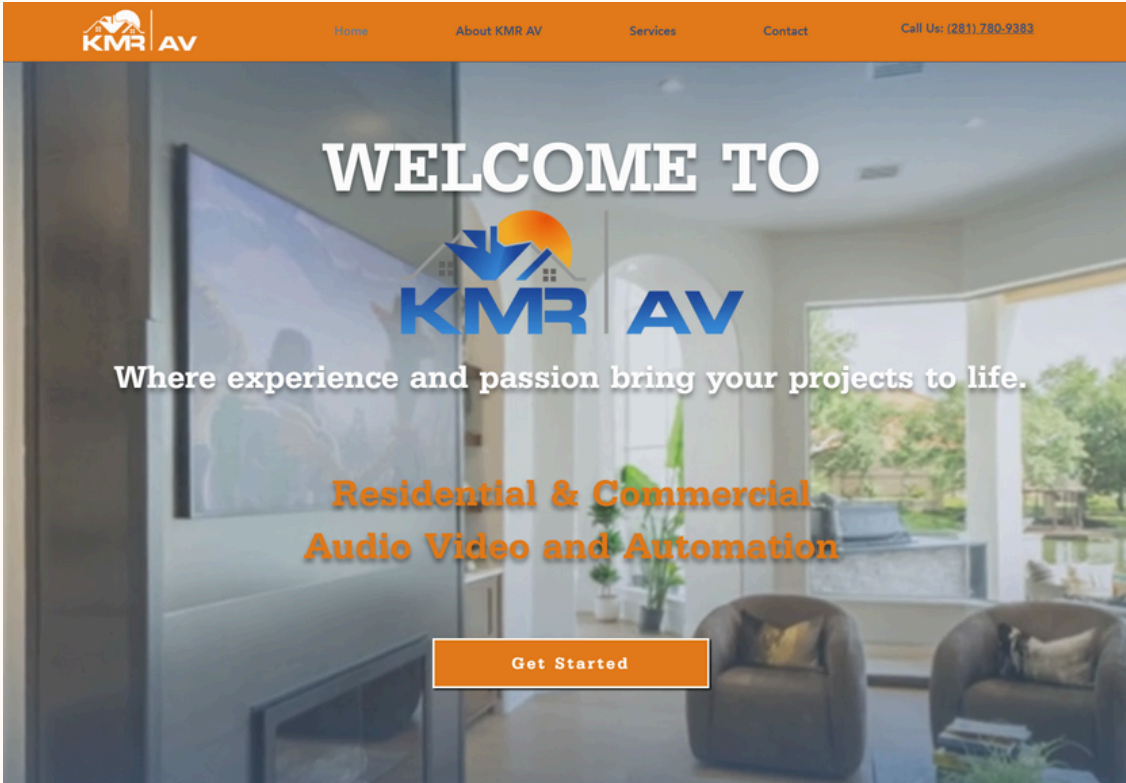 KMR AV
Home
About KMR AV
Services
Contact
Call Us: (281) 780-9383
WELCOME TO
KMR AV
Where experience and passion bring your projects to life.
Residential & Commercial
Audio Video and Automation
Get Started